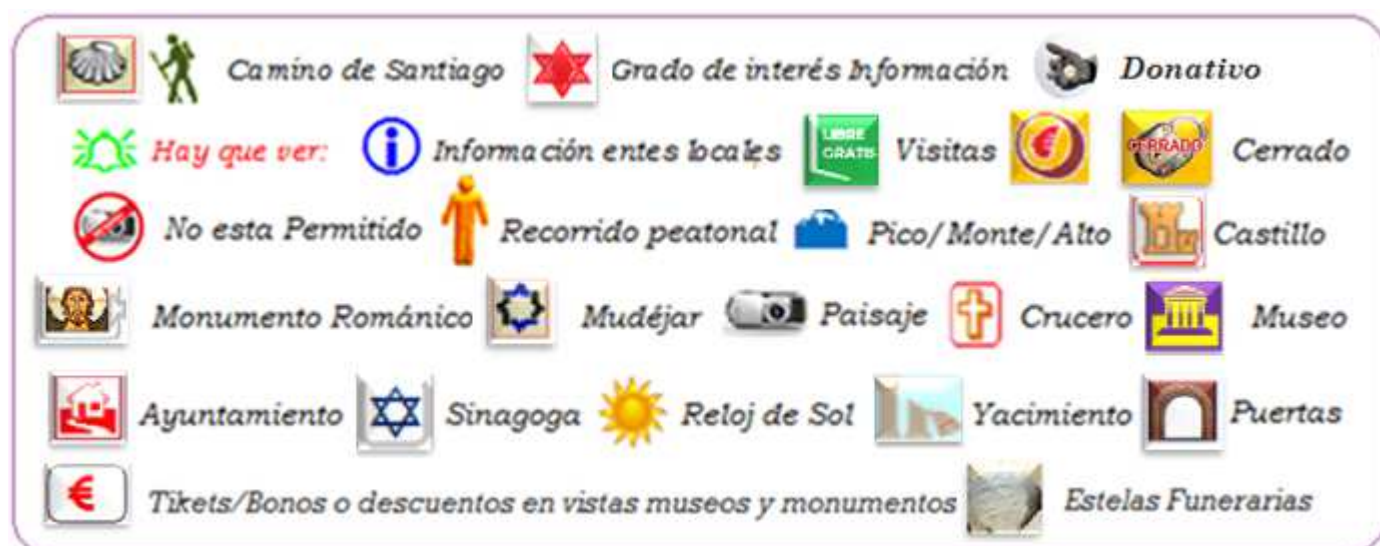 Camino de Santiago Grado de interés Información Donativo
Hay que ver: Información entes locales LIBRE GRATIS Visitas € CERRADO Cerrado
No esta Permitido Recorrido peatonal Pico/Monte/Alto Castillo
Monumento Románico Mudéjar Paisaje Crucero Museo
Ayuntamiento Sinagoga Reloj de Sol Yacimiento Puertas
€ Tikets/Bonos o descuentos en vistas museos y monumentos Estelas Funerarias